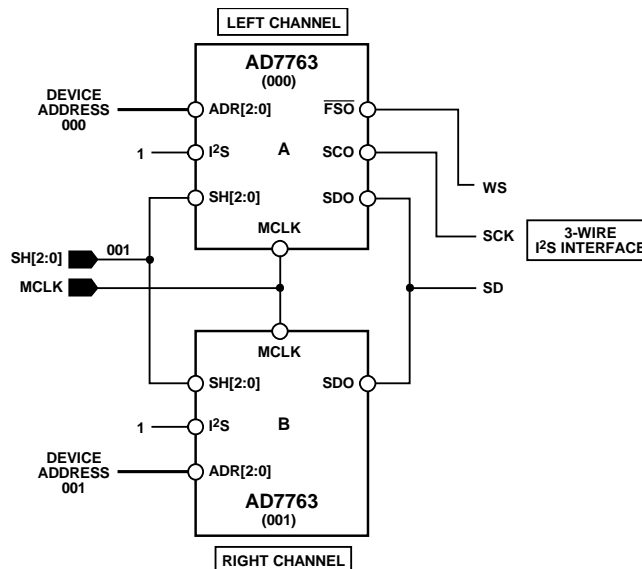 LEFT CHANNEL
AD7763
(000)
DEVICE
ADDRESS
000
ADR[2:0]
FSO
1
I2S
A
SCO
SH[2:0]
SDO
MCLK
WS
SCK
3-WIRE
I2S INTERFACE
SH[2:0]
001
MCLK
SD
MCLK
SH[2:0]
SDO
1
I2S
B
DEVICE
ADDRESS
001
ADR[2:0]
AD7763
(001)
RIGHT CHANNEL